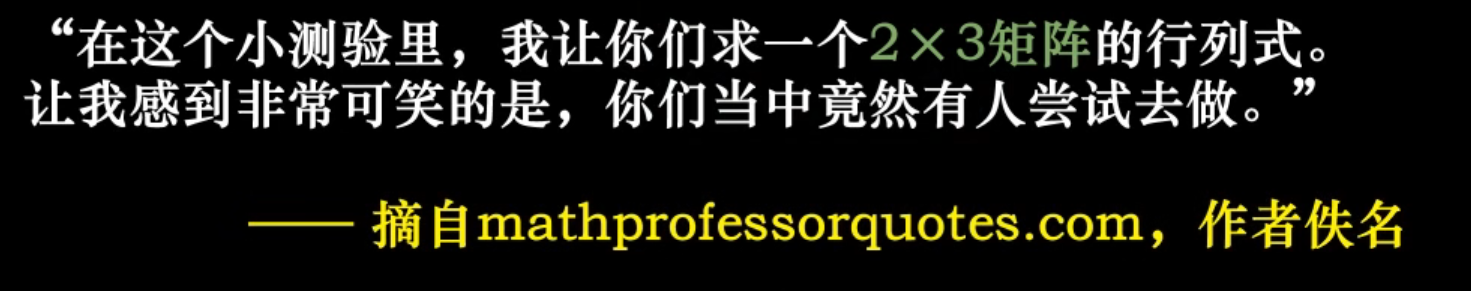 “在这个小测验里，我让你们求一个2×3矩阵的行列式。
让我感到非常可笑的是，你们当中竟然有人尝试去做。”
—— 摘自mathprofessorquotes.com，作者佚名